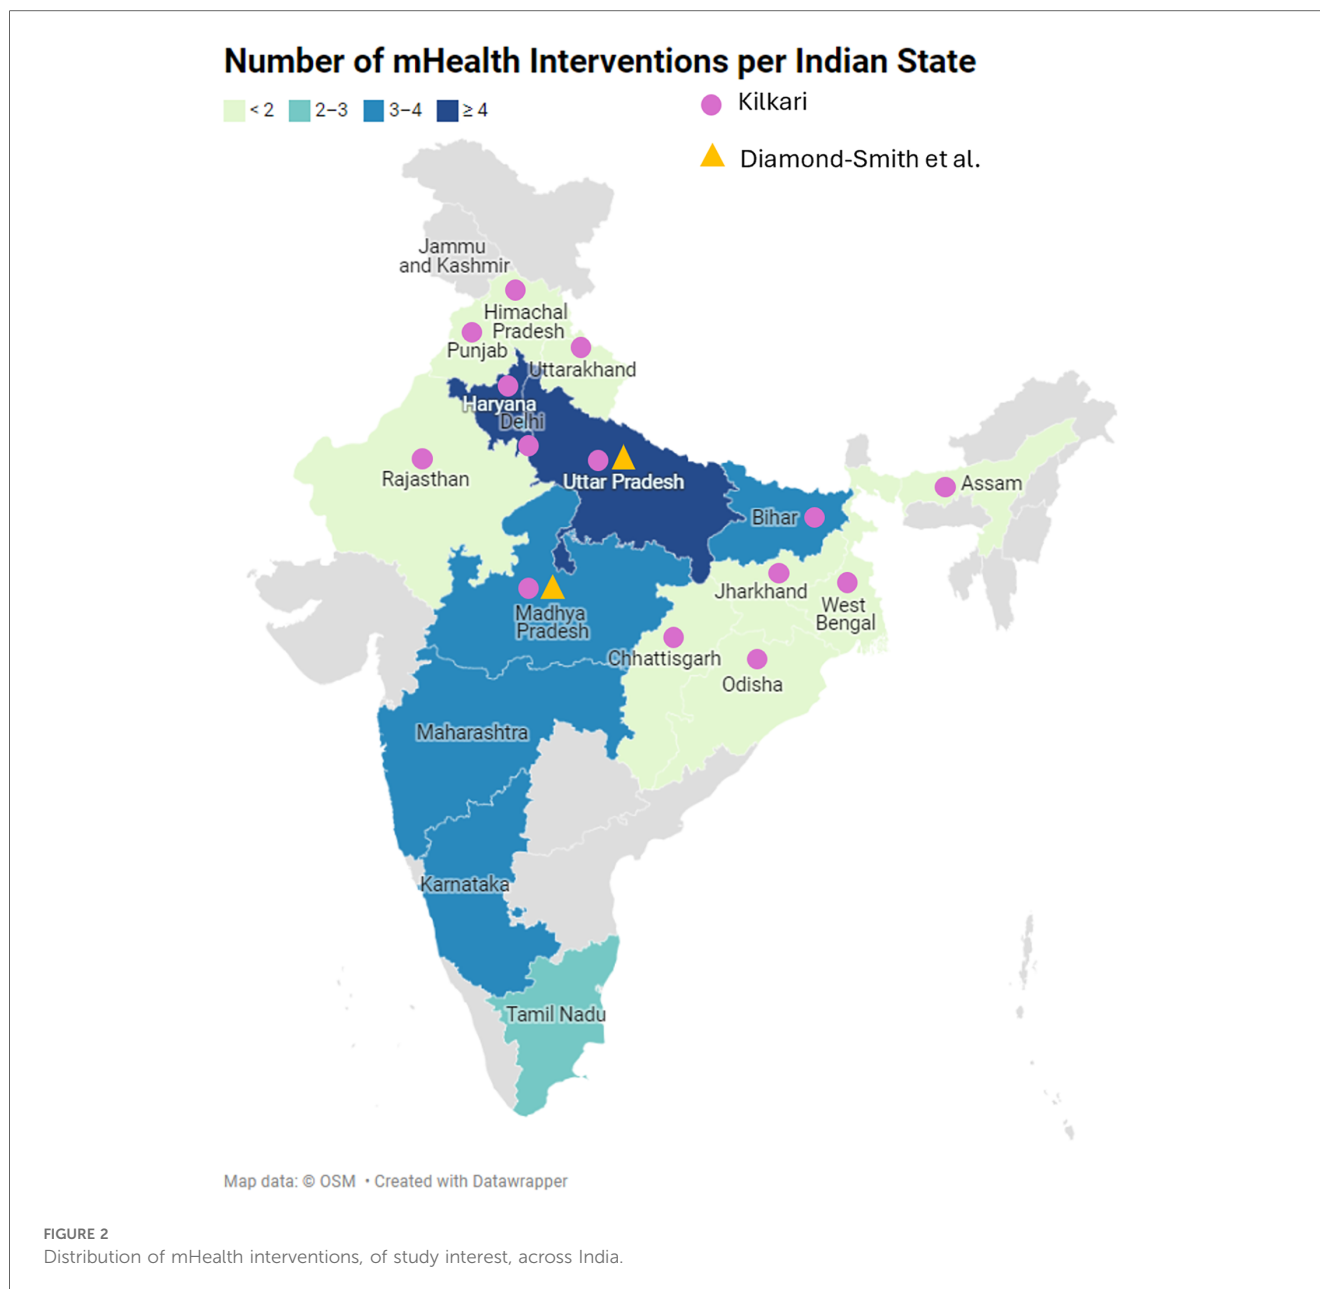 Number of mHealth Interventions per Indian State
< 2
2–3
3–4
≥ 4
Kilkari
Diamond-Smith et al.
Jammu
and Kashmir
Himachal
Pradesh
Punjab
Uttarakhand
Haryana
Delhi
Rajasthan
Uttar Pradesh
Assam
Bihar
Jharkhand
West
Bengal
Madhya
Pradesh
Chhattisgarh
Odisha
Maharashtra
Karnataka
Tamil Nadu
Map data: © OSM • Created with Datawrapper
FIGURE 2
Distribution of mHealth interventions, of study interest, across India.